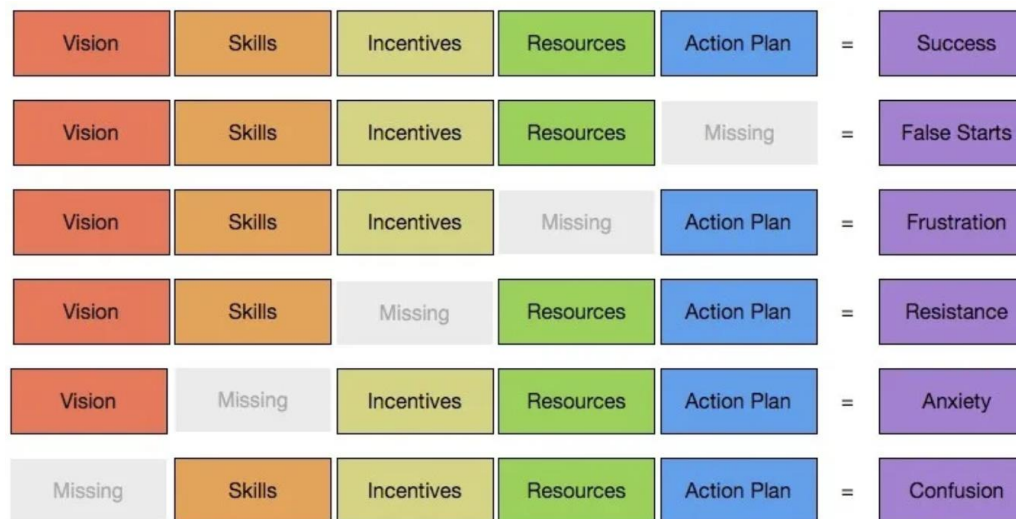 Vision Skills Incentives Resources Action Plan = Success
Vision Skills Incentives Resources Missing = False Starts
Vision Skills Incentives Missing Action Plan = Frustration
Vision Skills Missing Resources Action Plan = Resistance
Vision Missing Incentives Resources Action Plan = Anxiety
Missing Skills Incentives Resources Action Plan = Confusion